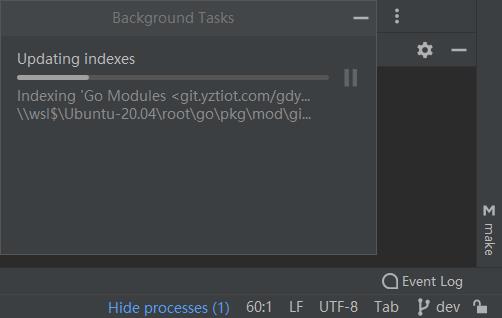 Background Tasks
Updating indexes
Indexing 'Go Modules <git.yztiot.com/gdy...
\\wsl$\Ubuntu-20.04\root\go\pkg\mod\gi...
make
Event Log
Hide processes (1) 60:1 LF UTF-8 Tab dev